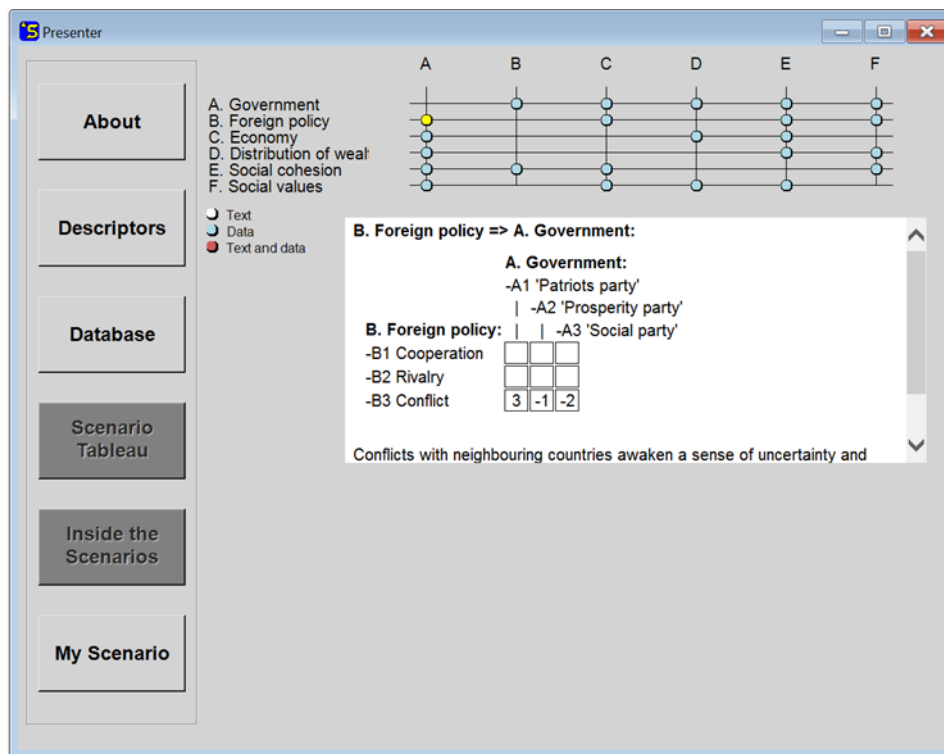 Presenter
A B C D E F
A. Government
B. Foreign policy
C. Economy
D. Distribution of wealt
E. Social cohesion
F. Social values
Text
Data
Text and data
About
Descriptors
Database
Scenario
Tableau
Inside the
Scenarios
My Scenario
B. Foreign policy => A. Government:
A. Government:
-A1 'Patriots party'
| -A2 'Prosperity party'
B. Foreign policy: | | -A3 'Social party'
-B1 Cooperation
-B2 Rivalry
-B3 Conflict 3 -1 -2
Conflicts with neighbouring countries awaken a sense of uncertainty and